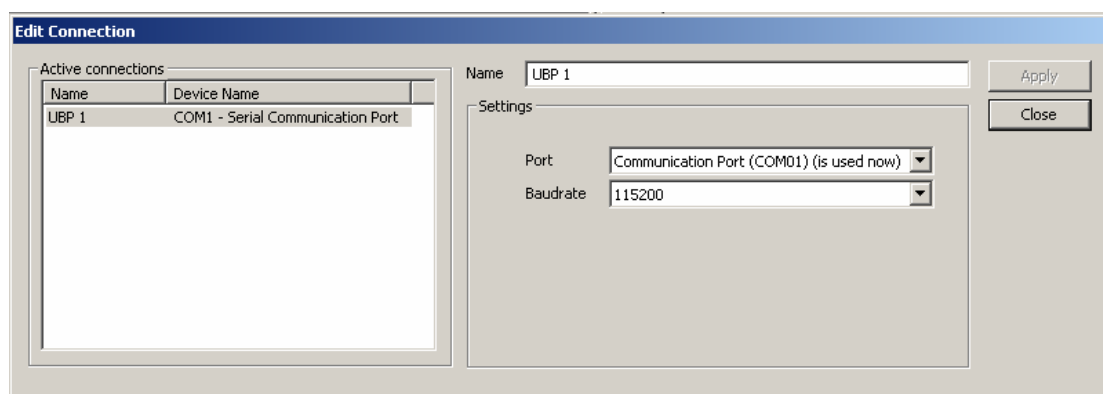 Edit Connection
Active connections
Name Device Name
UBP 1 COM1 - Serial Communication Port
Name UBP 1
Settings
Port Communication Port (COM01) (is used now)
Baudrate 115200
Apply
Close